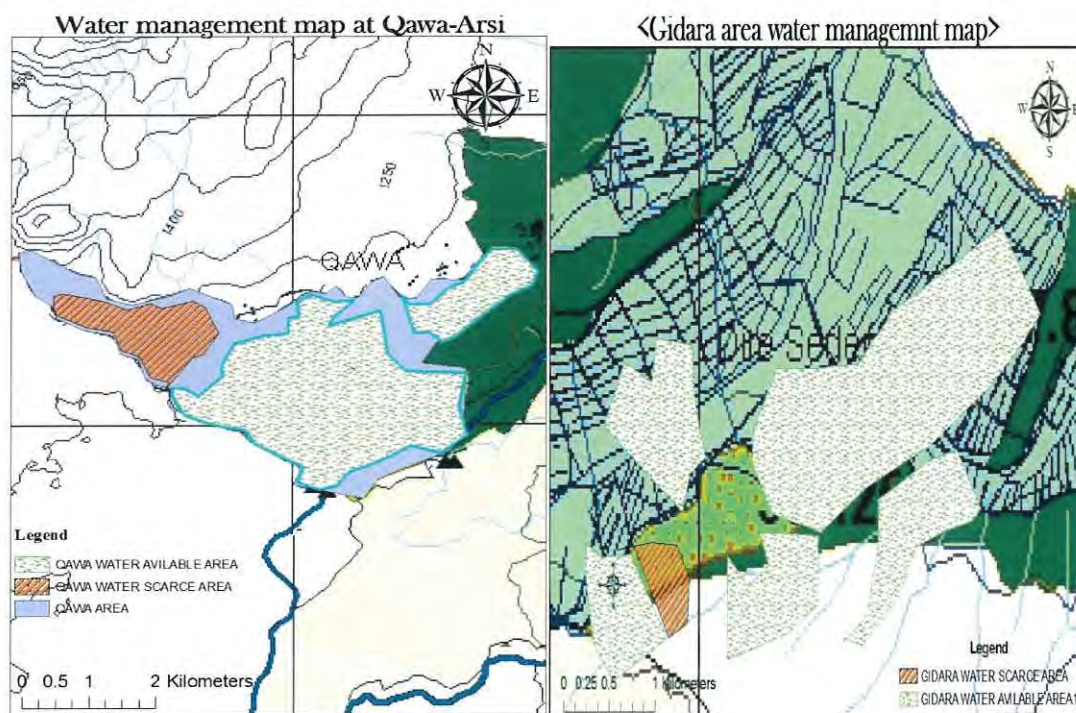 Water management map at Qawa-Arsi
N
W E
1250
1400
QAWA
Legend
QAWA WATER AVILABLE AREA
QAWA WATER SCARCE AREA
QAWA AREA
0 0.5 1 2 Kilometers
<Gidara area water managemnt map>
N
W E
S
Dire Seden
Legend
GIDARA WATER SCARCE AREA
GIDARA WATER AVILABLE AREA
0 0.25 0.5 1 Kilometers